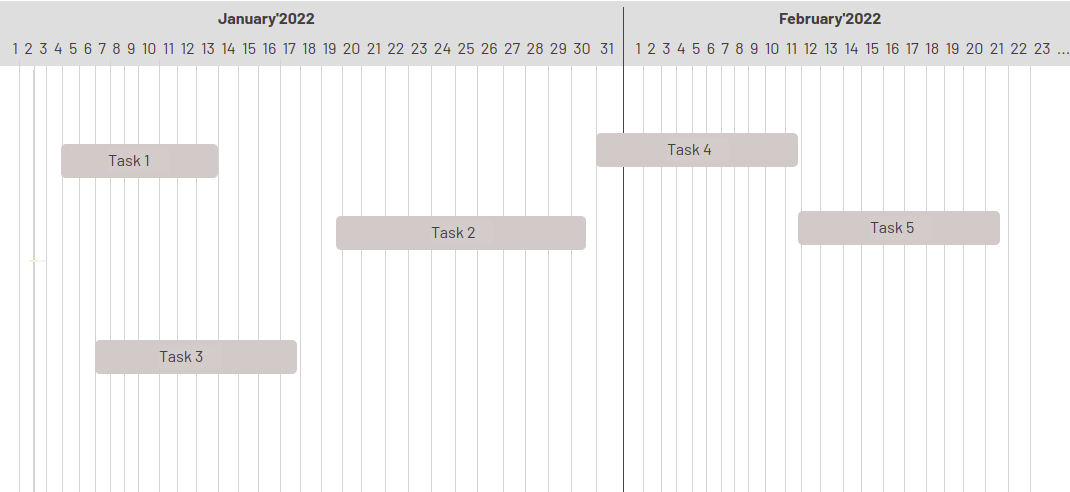 January'2022 February'2022
1 2 3 4 5 6 7 8 9 10 11 12 13 14 15 16 17 18 19 20 21 22 23 24 25 26 27 28 29 30 31 1 2 3 4 5 6 7 8 9 10 11 12 13 14 15 16 17 18 19 20 21 22 23 ...
Task 4
Task 1
Task 5
Task 2
Task 3